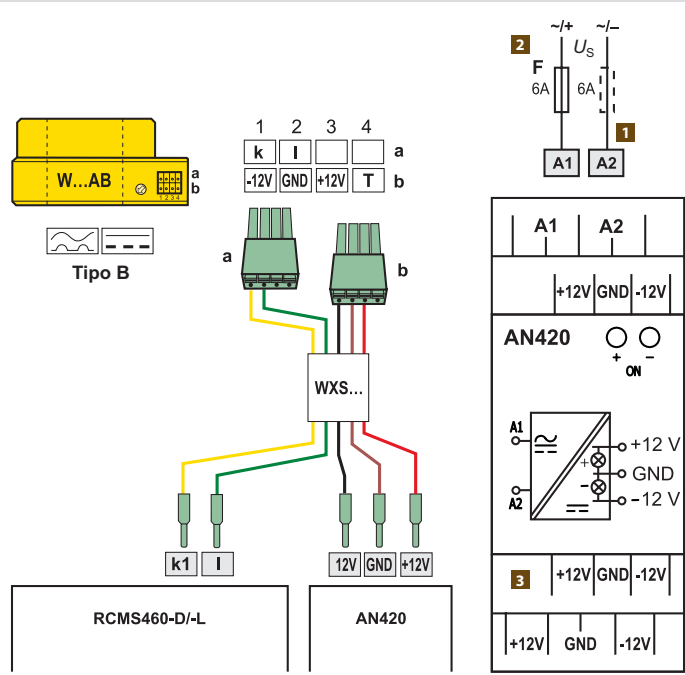 ~/+ ~/–
2 US
F
6A 6A
1
A1 A2
1 2 3 4
k l a
-12V GND +12V T b
W...AB a
b
1 2 3 4
Tipo B
a
b
WXS...
k1 l 12V GND +12V
RCMS460-D/-L AN420
A1 A2
+12V GND -12V
AN420
+ –
ON
A1
A2
+ +12 V
GND
– –12 V
3 +12V GND -12V
+12V GND -12V